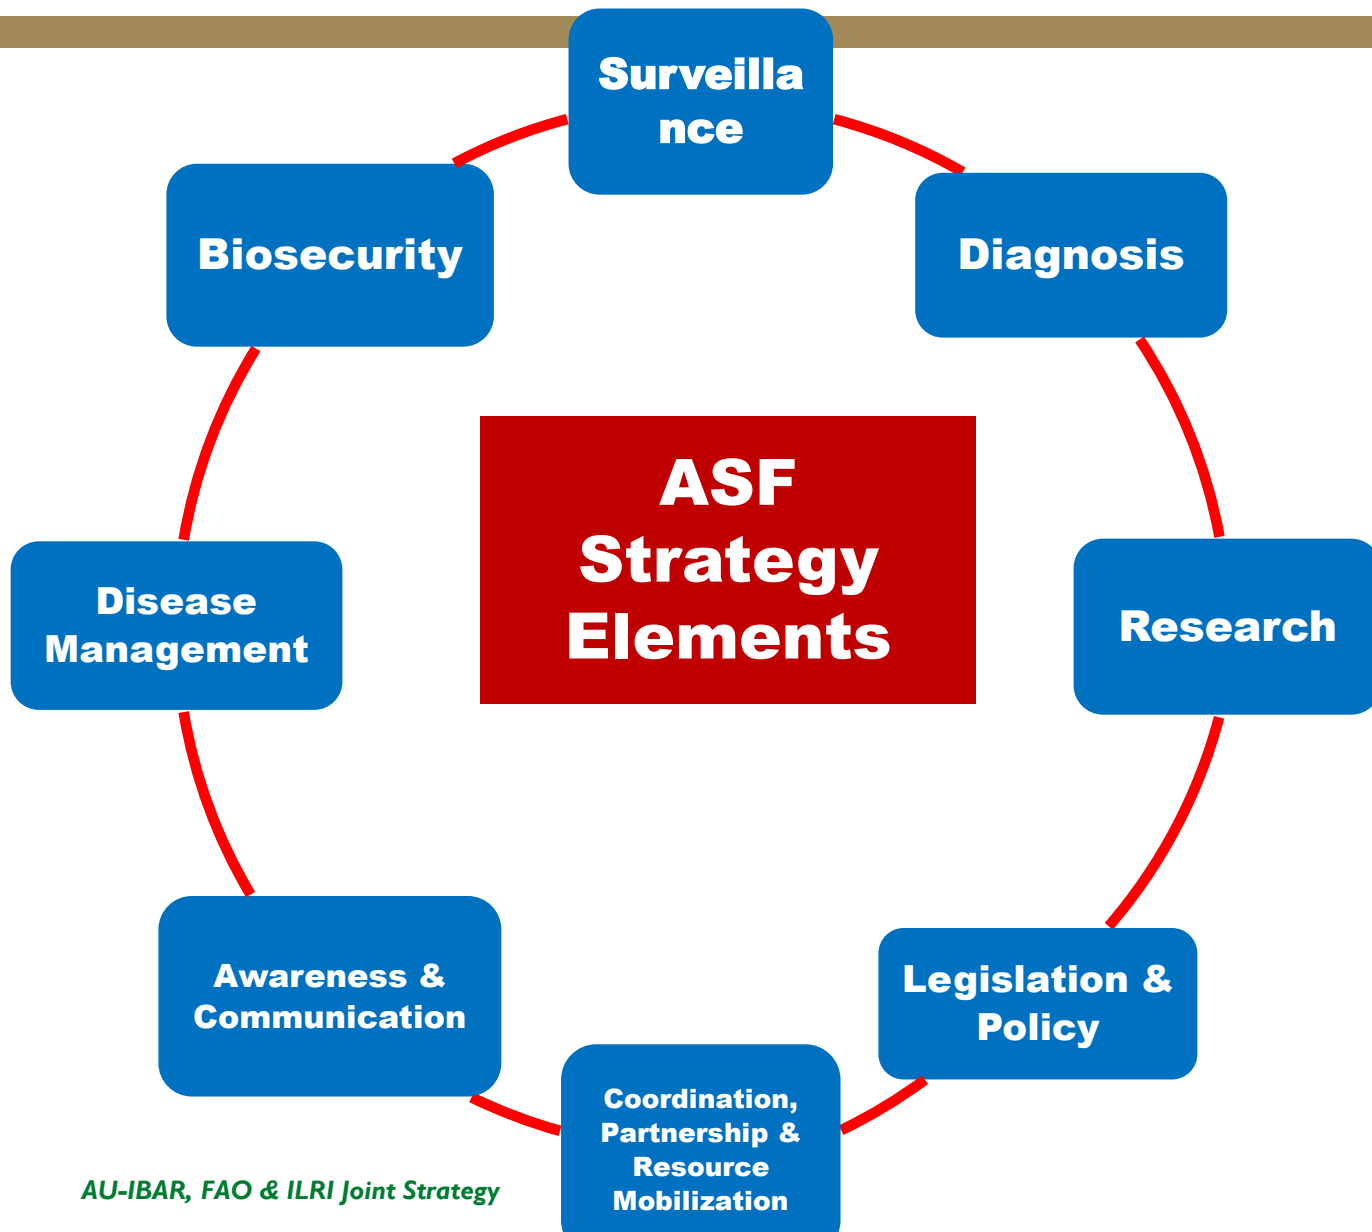 Surveilla
nce
Biosecurity
Diagnosis
ASF
Strategy
Elements
Disease
Management
Research
Awareness &
Communication
Legislation &
Policy
Coordination,
Partnership &
Resource
Mobilization
AU-IBAR, FAO & ILRI Joint Strategy